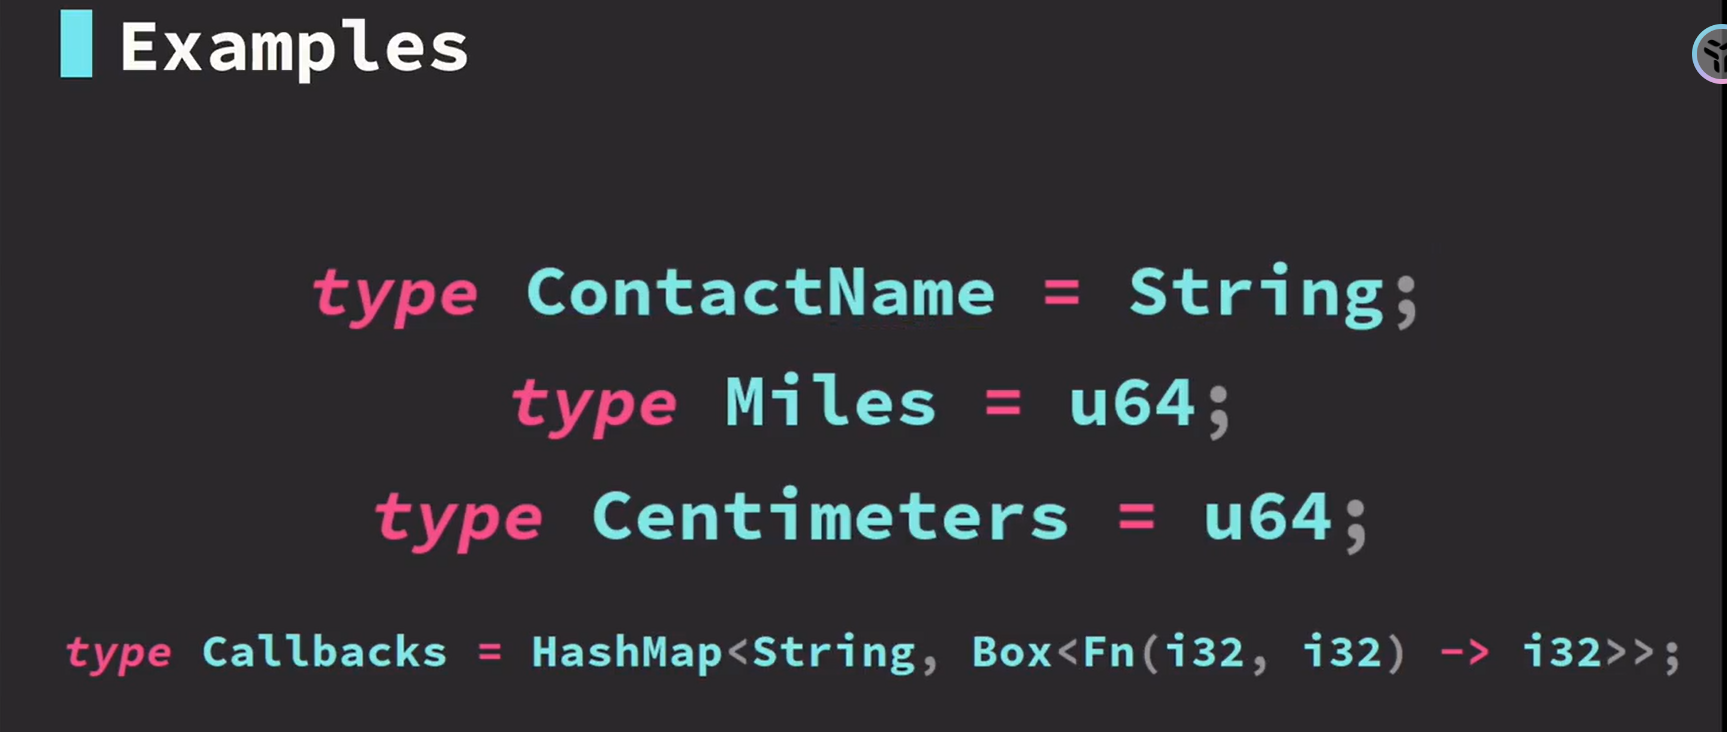 Examples
type ContactName = String;
type Miles = u64;
type Centimeters = u64;
type Callbacks = HashMap<String, Box<Fn(i32, i32) -> i32>>;